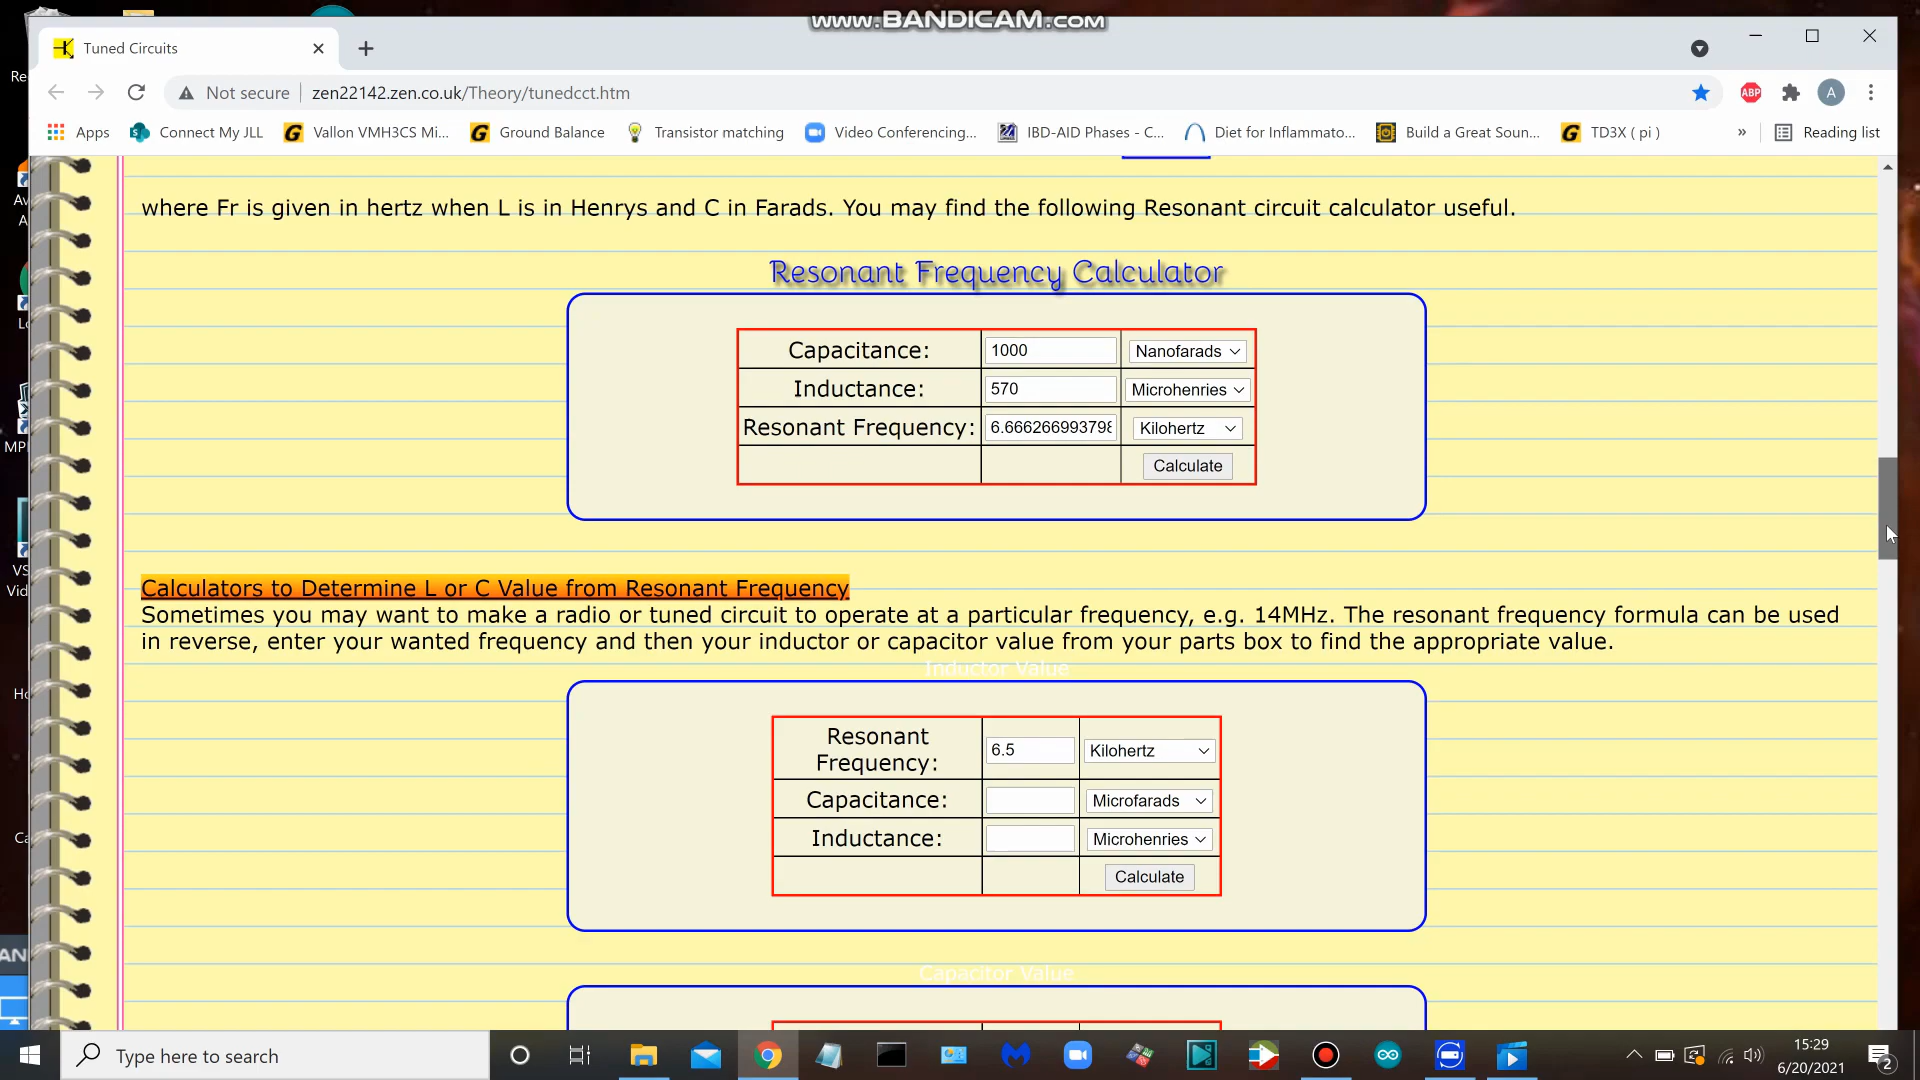 www.BANDICAM.com
Tuned Circuits
Not secure
zen22142.zen.co.uk/Theory/tunedcct.htm
ABP
A
Apps
Connect My JLL
Vallon VMH3CS Mi...
Ground Balance
Transistor matching
Video Conferencing...
IBD-AID Phases - C...
Diet for Inflammato...
Build a Great Soun...
TD3X ( pi )
»
Reading list
where Fr is given in hertz when L is in Henrys and C in Farads. You may find the following Resonant circuit calculator useful.
Resonant Frequency Calculator
Capacitance: 1000 Nanofarads
Inductance: 570 Microhenries
Resonant Frequency: 6.666266993798 Kilohertz
Calculate
Calculators to Determine L or C Value from Resonant Frequency
Sometimes you may want to make a radio or tuned circuit to operate at a particular frequency, e.g. 14MHz. The resonant frequency formula can be used
in reverse, enter your wanted frequency and then your inductor or capacitor value from your parts box to find the appropriate value.
Inductor Value
Resonant
Frequency: 6.5 Kilohertz
Capacitance: Microfarads
Inductance: Microhenries
Calculate
Capacitor Value
Type here to search
15:29
6/20/2021
2